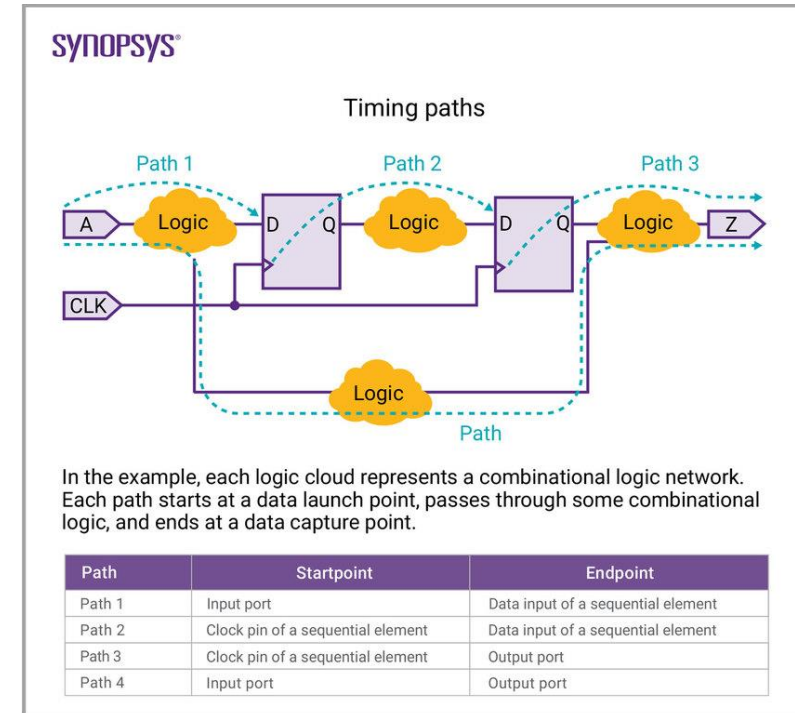 SYNOPSYS®
Timing paths
Path 1
Path 2
Path 3
A
Logic
D
Q
Logic
D
Q
Logic
Z
CLK
Logic
Path
In the example, each logic cloud represents a combinational logic network.
Each path starts at a data launch point, passes through some combinational
logic, and ends at a data capture point.
Path Startpoint Endpoint
Path 1 Input port Data input of a sequential element
Path 2 Clock pin of a sequential element Data input of a sequential element
Path 3 Clock pin of a sequential element Output port
Path 4 Input port Output port